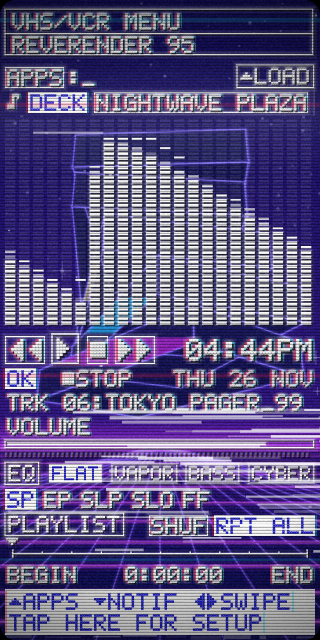 VHS/VCR MENU
REVERENDER 95
APPS:_ ▲LOAD
♪ DECK NIGHTWAVE PLAZA
04:44PM
OK ■STOP THU 26 NOV
TRK 06:TOKYO PAGER_99
VOLUME
EQ FLAT VAPOR BASS CYBER
SP EP SLP SLO FF
PLAYLIST SHUF RPT ALL
BEGIN 0:00:00 END
▲APPS ▼NOTIF ◀▶SWIPE
TAP HERE FOR SETUP